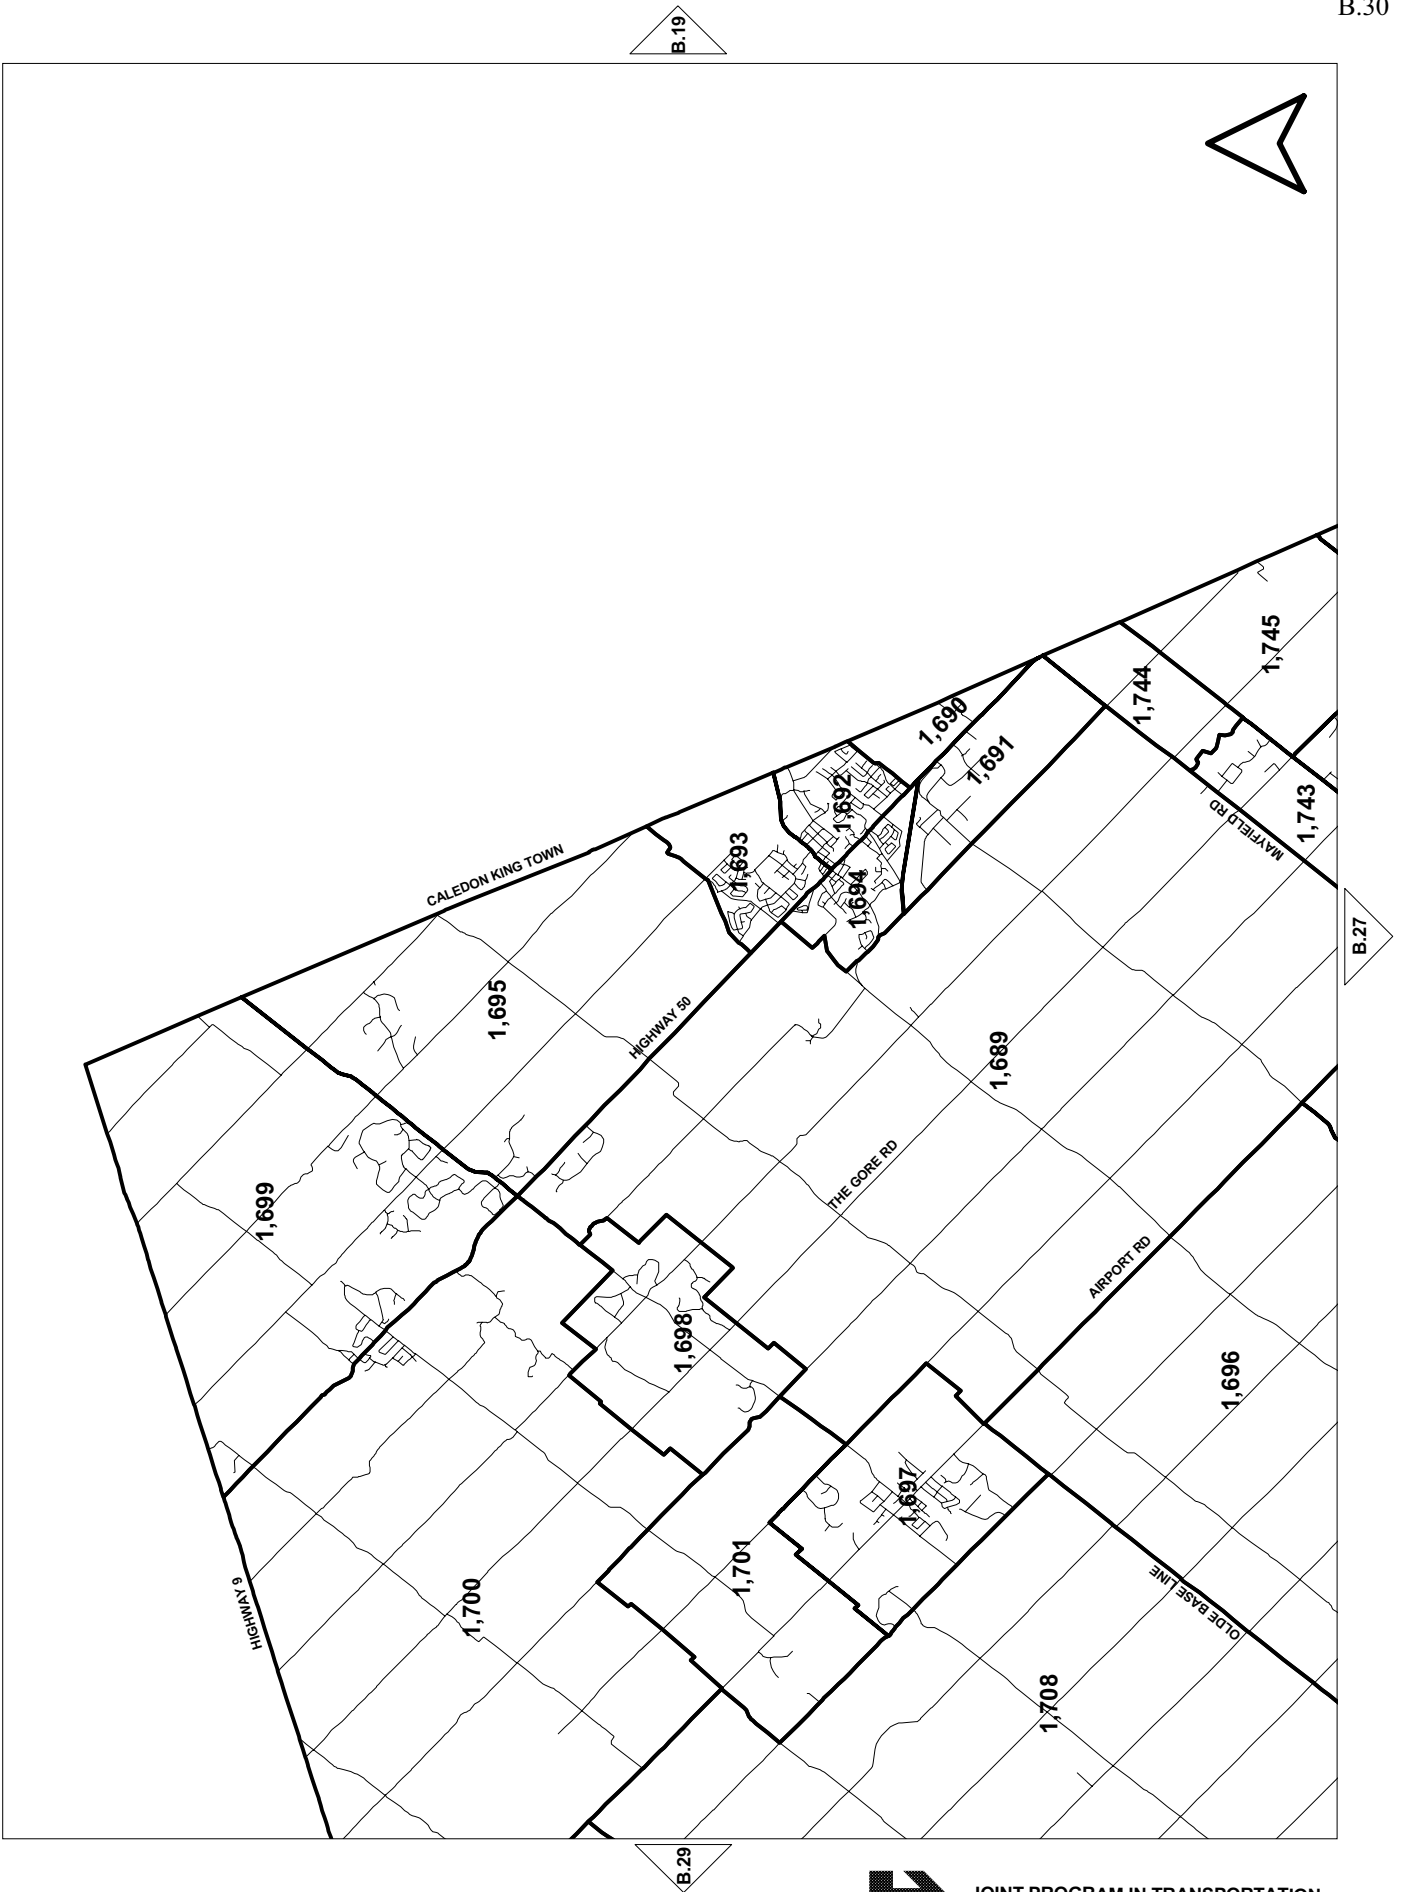 B.30
B.19
CALEDON KING TOWN
HIGHWAY 50
THE GORE RD
AIRPORT RD
MAYFIELD RD
OLDE BASE LINE
HIGHWAY 9
1,745
1,744
1,743
1,690
1,691
1,692
1,693
1,694
1,695
1,689
1,699
1,698
1,696
1,697
1,701
1,700
1,708
B.27
B.29
JOINT PROGRAM IN TRANSPORTATION